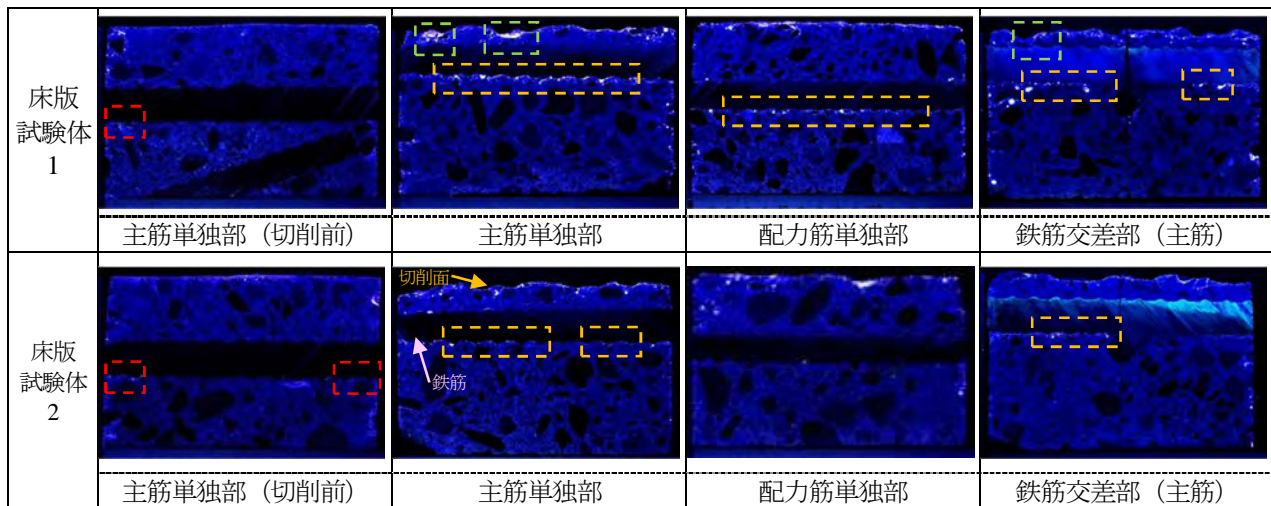 床版
試験体
1
主筋単独部（切削前）
主筋単独部
配力筋単独部
鉄筋交差部（主筋）
床版
試験体
2
切削面
鉄筋
主筋単独部（切削前）
主筋単独部
配力筋単独部
鉄筋交差部（主筋）